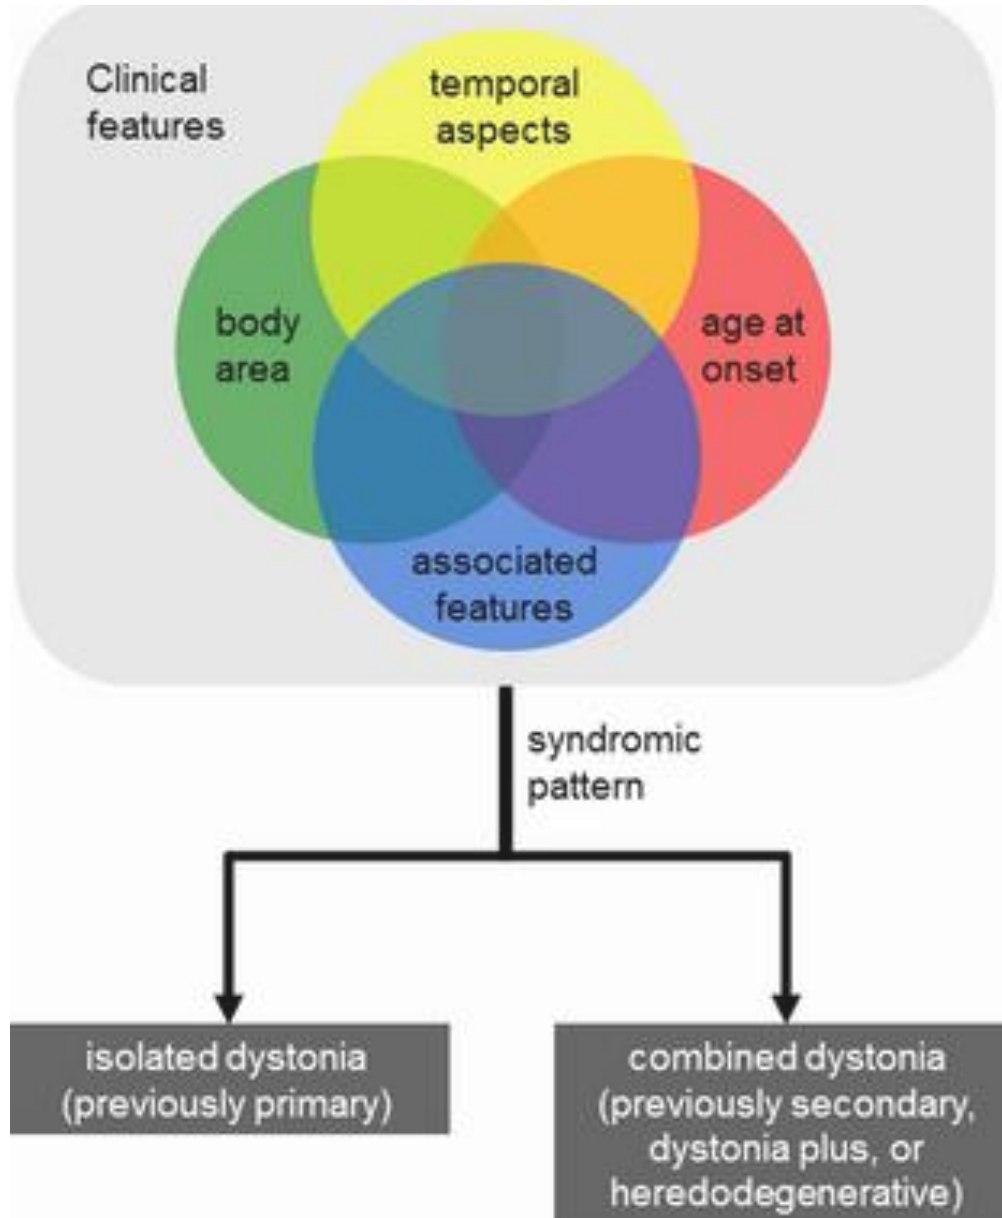 Clinical
features
temporal
aspects
body
area
age at
onset
associated
features
syndromic
pattern
isolated dystonia
(previously primary)
combined dystonia
(previously secondary,
dystonia plus, or
heredodegenerative)